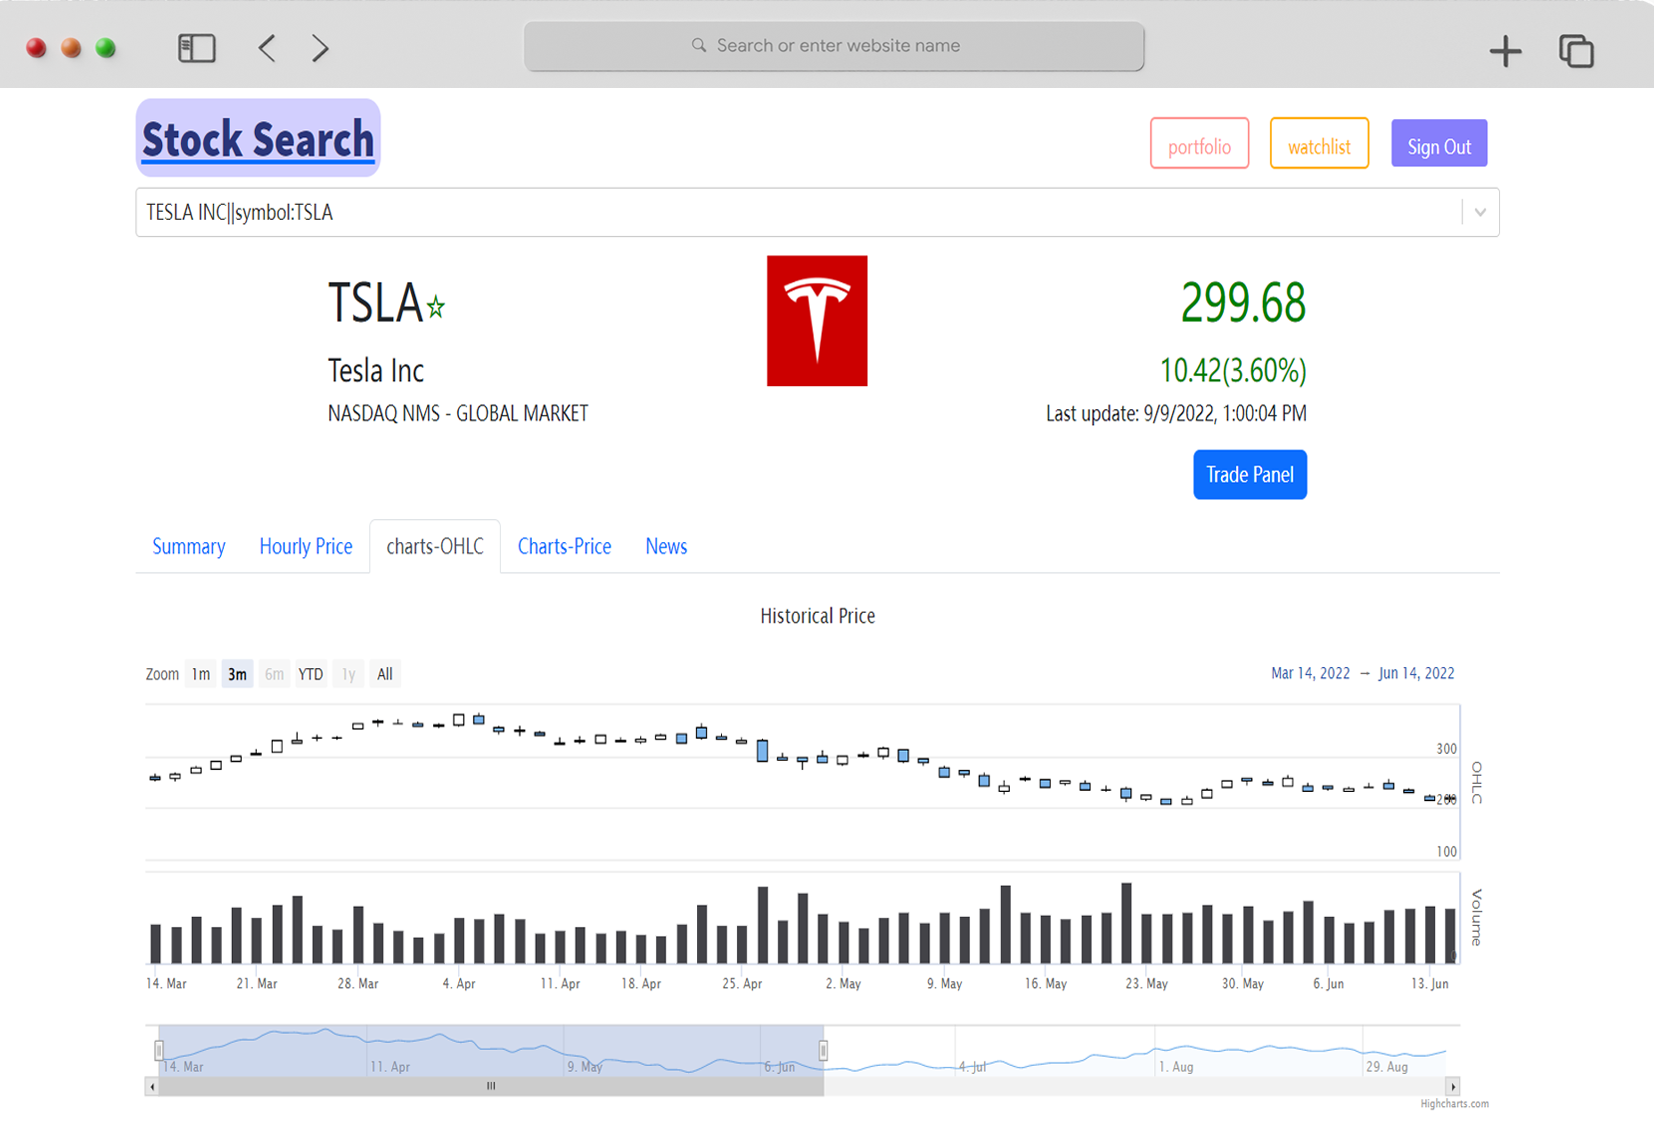 Search or enter website name
Stock Search
portfolio
watchlist
Sign Out
TESLA INC||symbol:TSLA
TSLA
299.68
Tesla Inc
10.42(3.60%)
NASDAQ NMS - GLOBAL MARKET
Last update: 9/9/2022, 1:00:04 PM
Trade Panel
Summary
Hourly Price
charts-OHLC
Charts-Price
News
Historical Price
Zoom 1m 3m 6m YTD 1y All
Mar 14, 2022 → Jun 14, 2022
300
OHLC
200
100
Volume
0
14. Mar 21. Mar 28. Mar 4. Apr 11. Apr 18. Apr 25. Apr 2. May 9. May 16. May 23. May 30. May 6. Jun 13. Jun
14. Mar 11. Apr 9. May 6. Jun 4. Jul 1. Aug 29. Aug
Highcharts.com